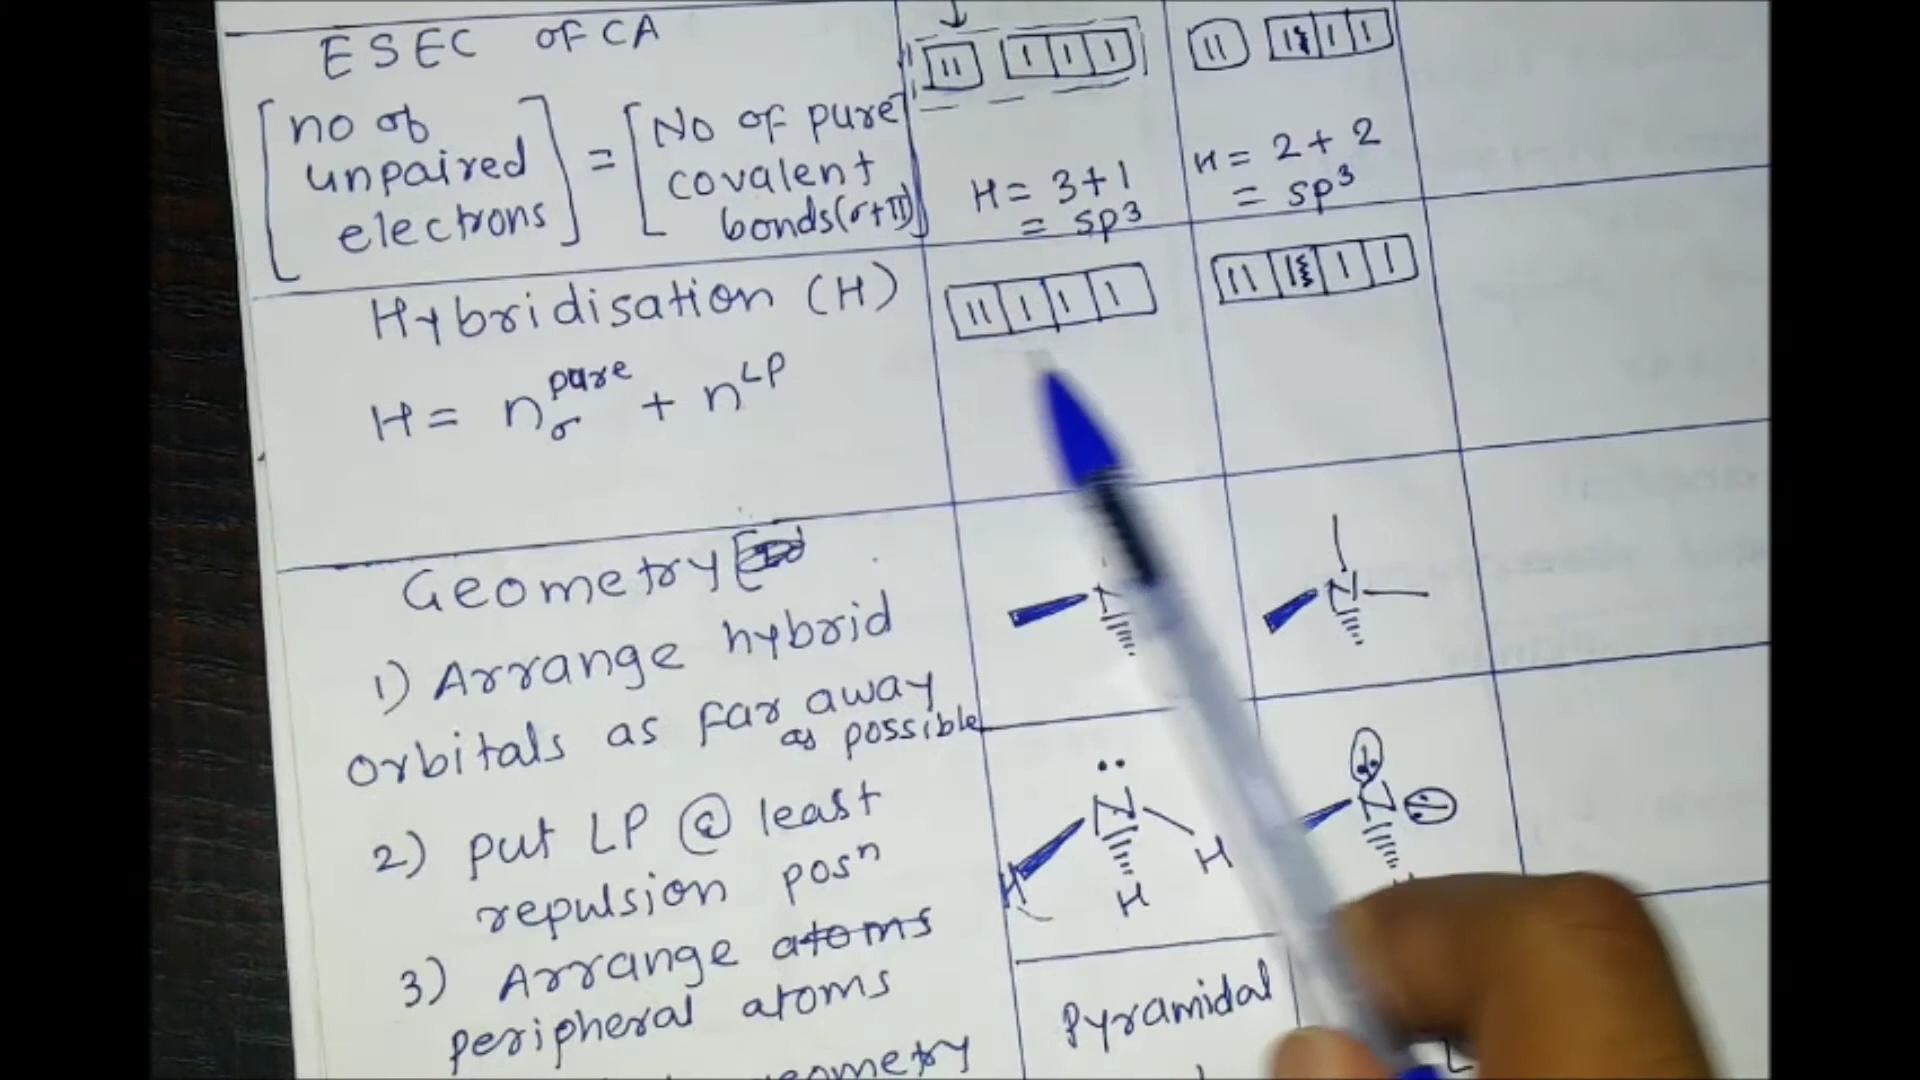 ESEC OF CA
[no of unpaired electrons] = [No of pure covalent bonds(σ+π)]
H = 3+1
= sp³
H = 2+2
= sp³
Hybridisation (H)
H = nσ^pure + n^LP
Geometry
1) Arrange hybrid
orbitals as far away
as possible
N
N
2) put LP @ least
repulsion posⁿ
3) Arrange atoms
peripheral atoms
N
H
H
H
N
Pyramidal